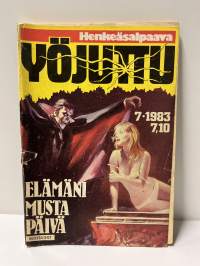 Henkeäsalpaava
YÖJUTTU
7•1983
7,10
ELÄMÄNI
MUSTA
PÄIVÄ